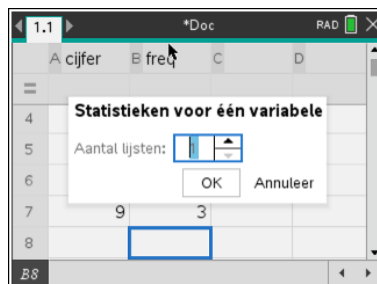 1.1 *Doc RAD
A cijfer B freq C D
=
Statistieken voor één variabele
4
5 Aantal lijsten: 1
6 OK Annuleer
7 9 3
8
B8